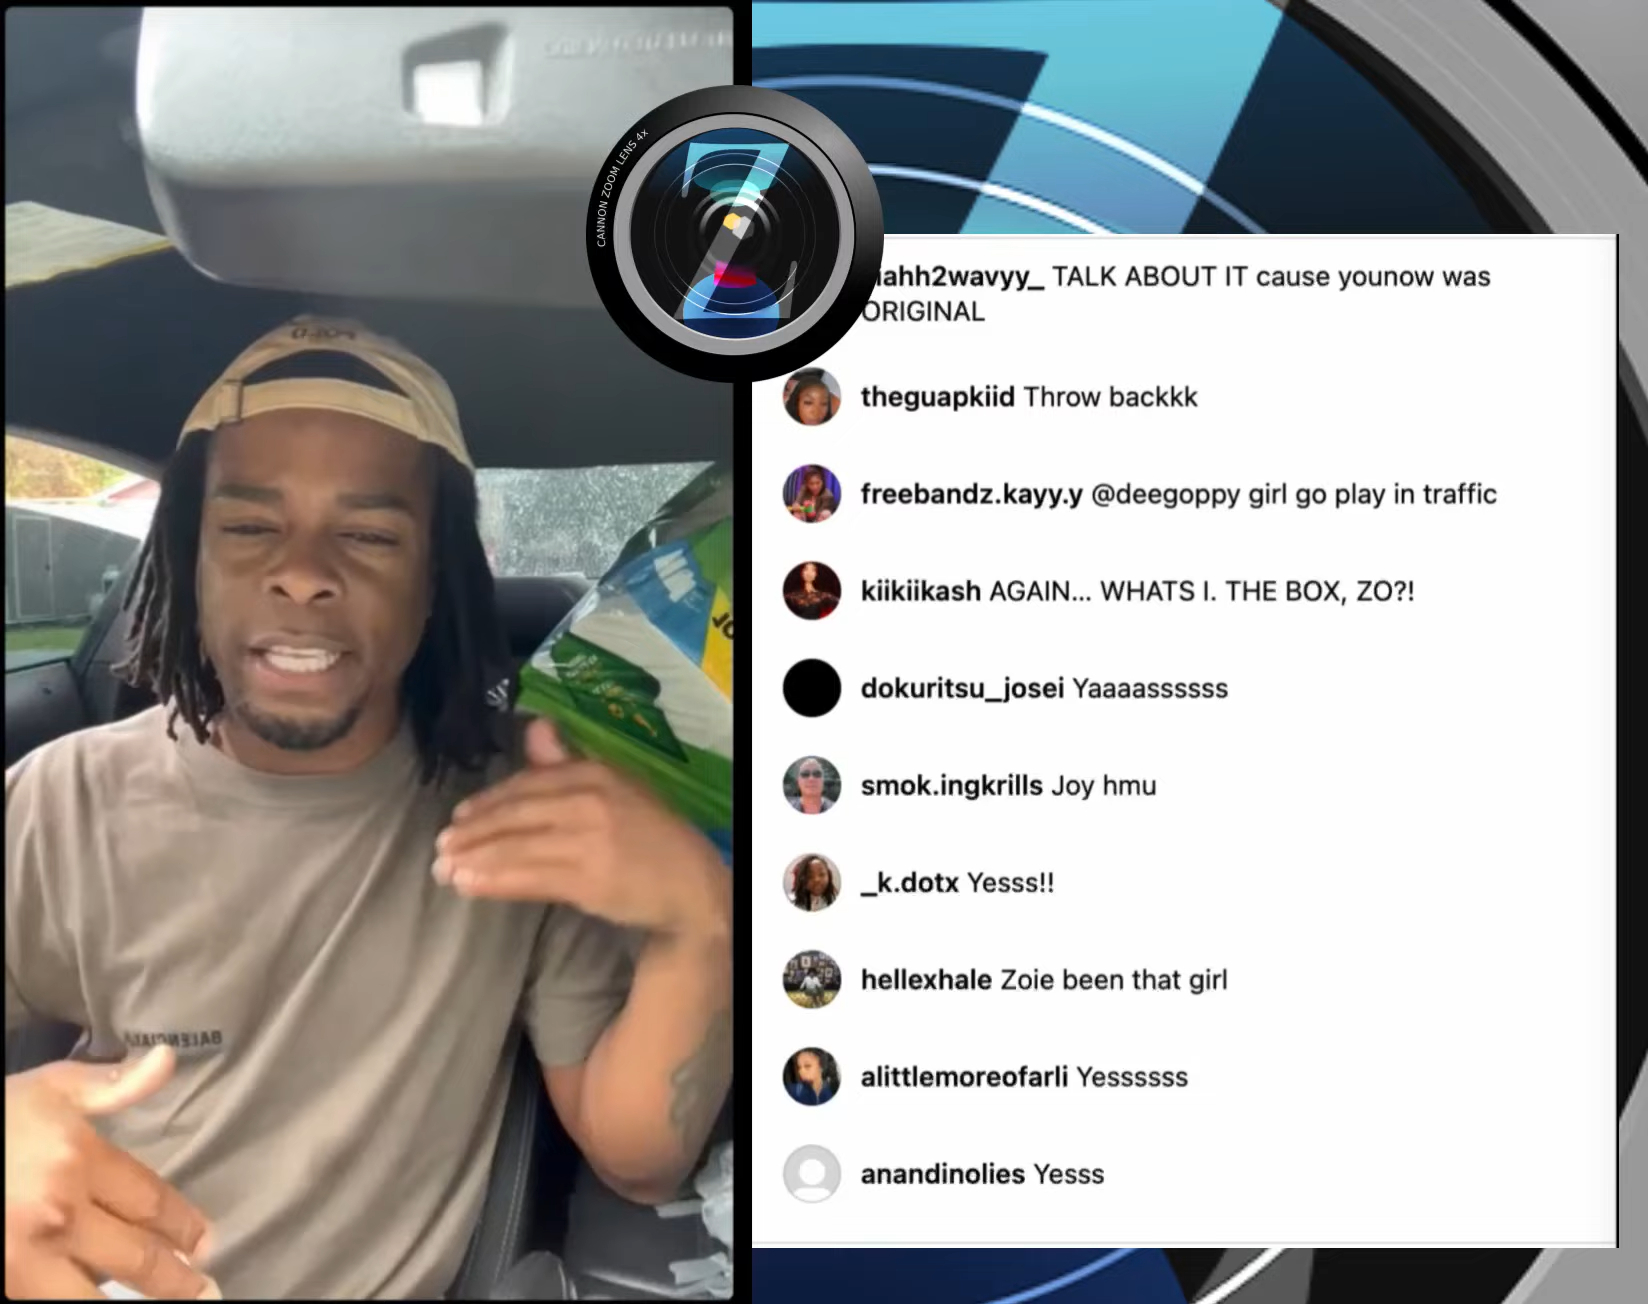 CANNON ZOOM LENS 4x
ahh2wavyy_ TALK ABOUT IT cause younow was
ORIGINAL
theguapkiid Throw backkk
freebandz.kayy.y @deegoppy girl go play in traffic
kiikiikash AGAIN... WHATS I. THE BOX, ZO?!
dokuritsu_josei Yaaaassssss
smok.ingkrills Joy hmu
_k.dotx Yesss!!
hellexhale Zoie been that girl
alittlemoreofarli Yessssss
anandinolies Yesss